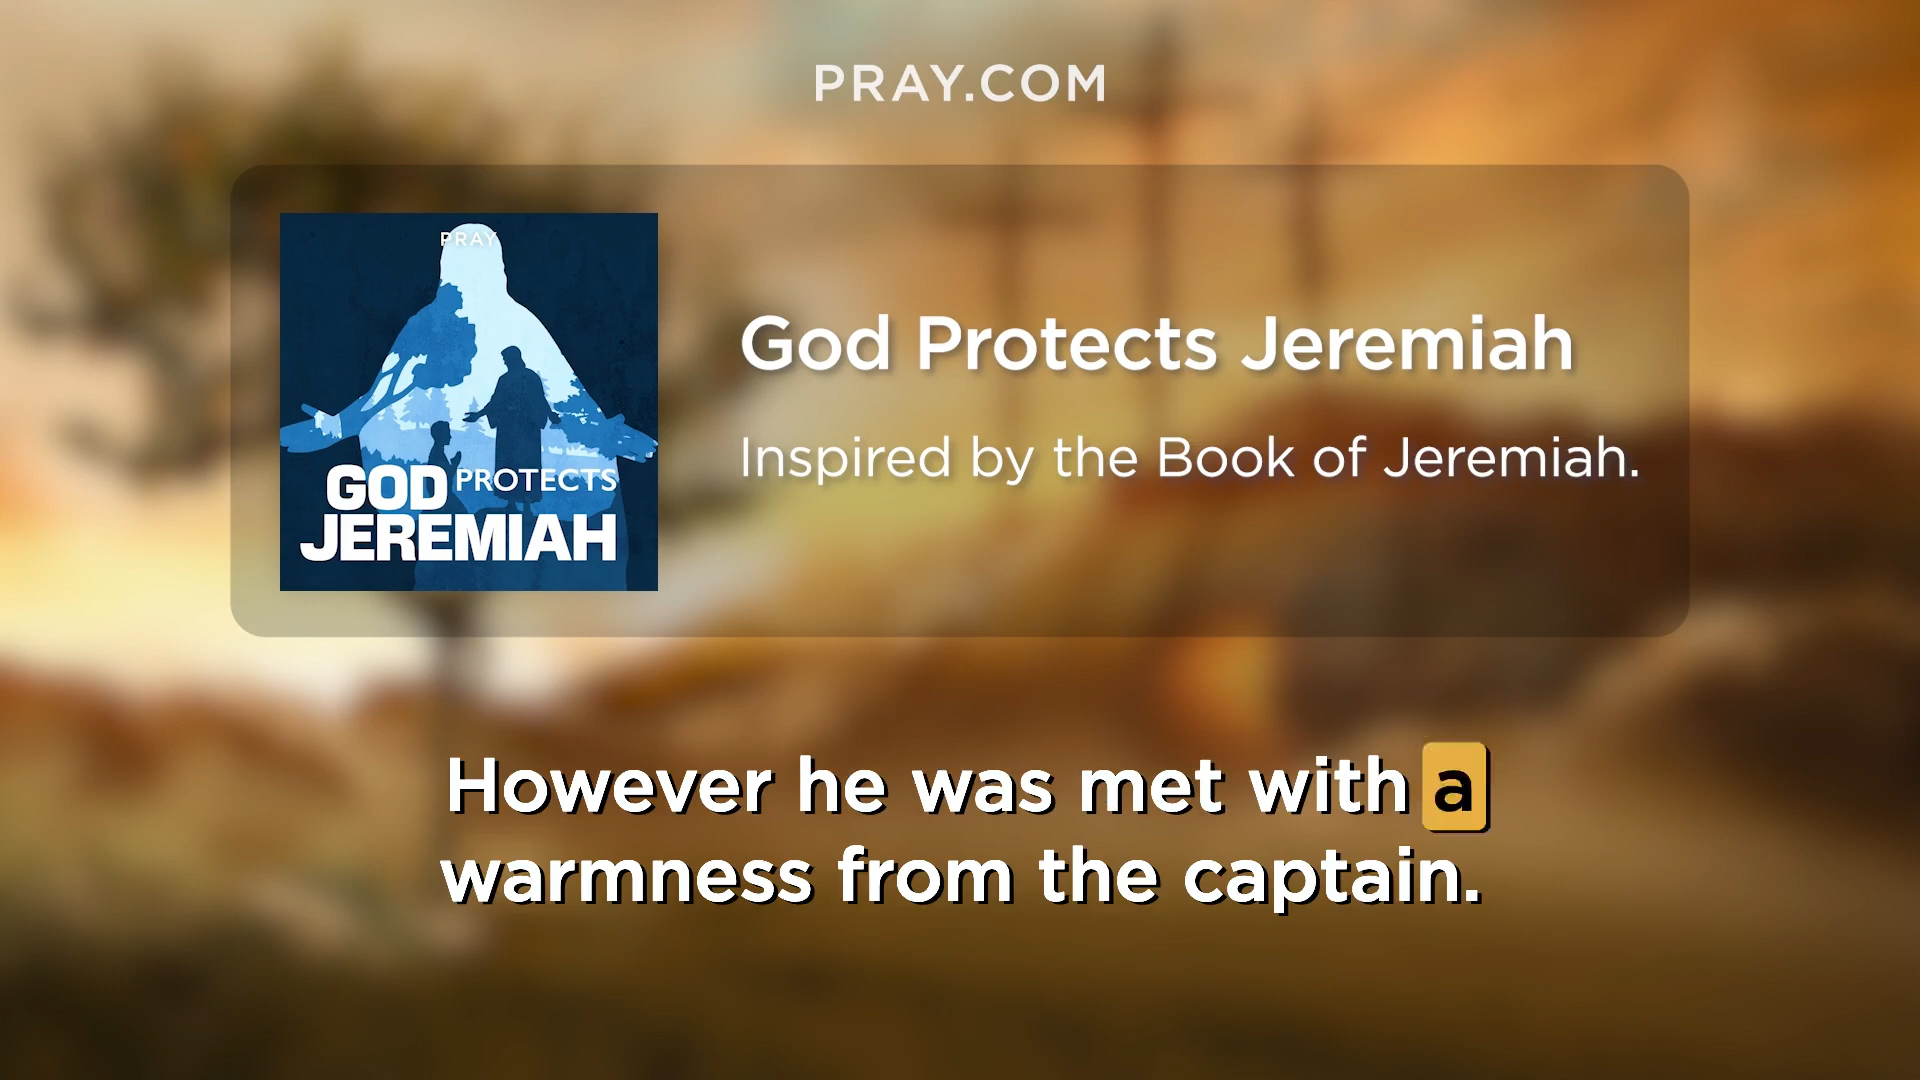 PRAY.COM
PRAY
GOD PROTECTS
JEREMIAH
God Protects Jeremiah
Inspired by the Book of Jeremiah.
However he was met with a
warmness from the captain.